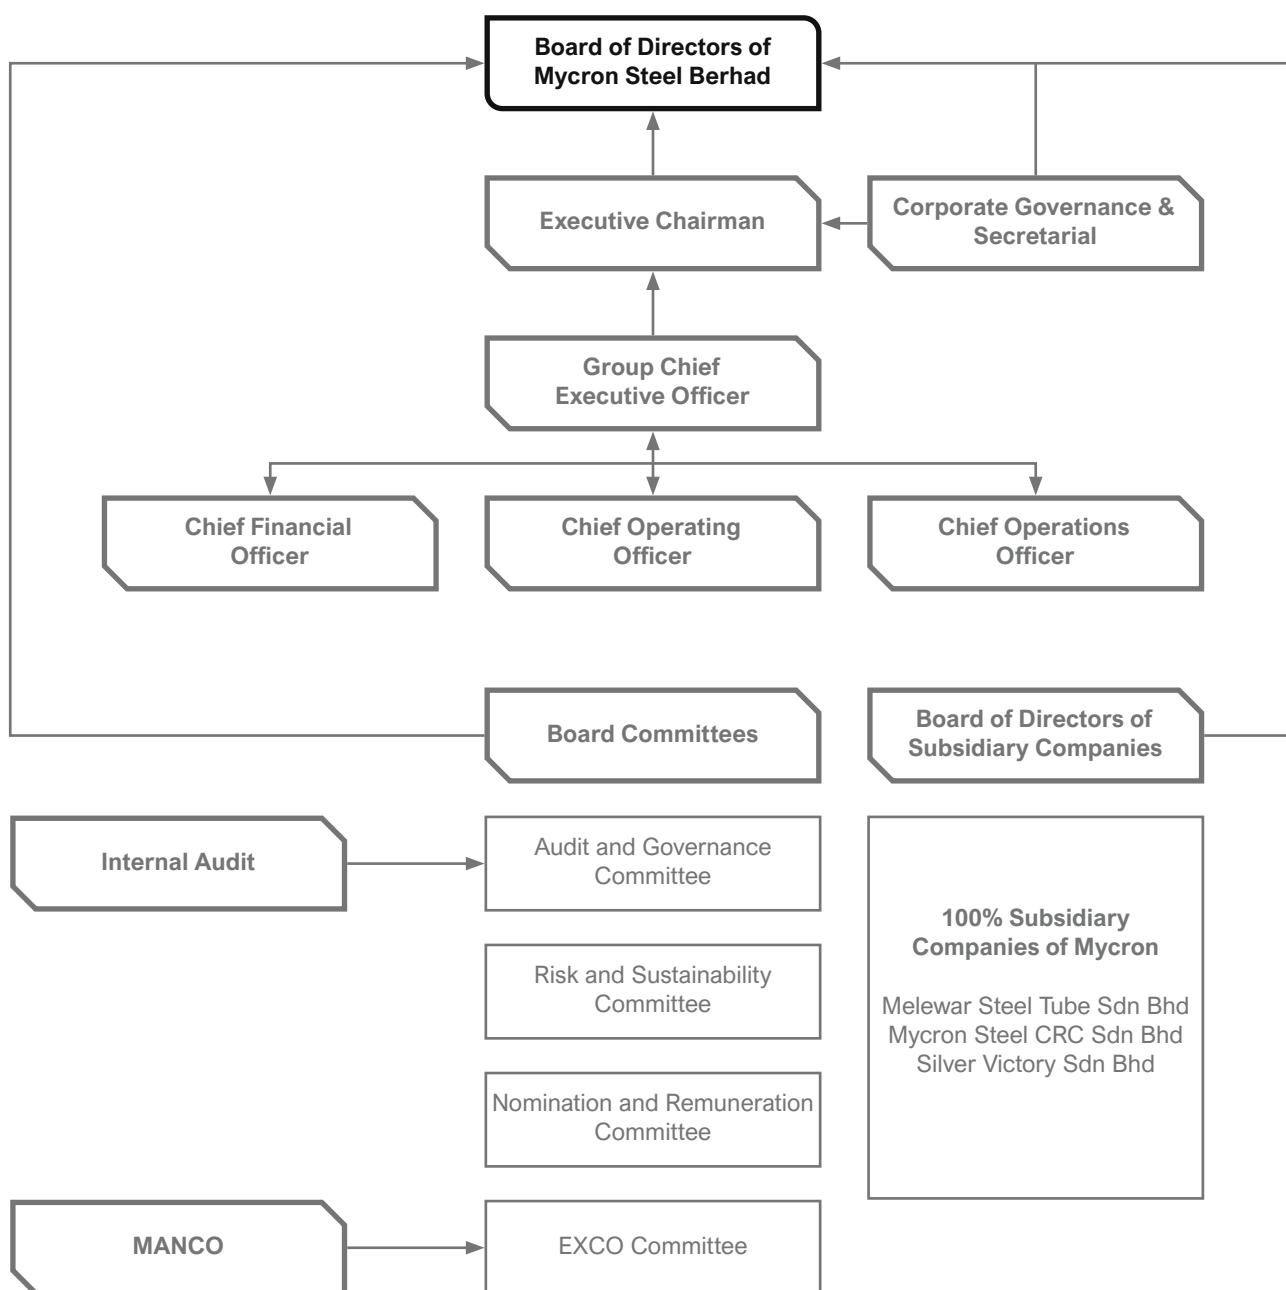 Board of Directors of
Mycron Steel Berhad
Executive Chairman
Corporate Governance &
Secretarial
Group Chief
Executive Officer
Chief Financial
Officer
Chief Operating
Officer
Chief Operations
Officer
Board Committees
Board of Directors of
Subsidiary Companies
Internal Audit
Audit and Governance
Committee
Risk and Sustainability
Committee
Nomination and Remuneration
Committee
MANCO
EXCO Committee
100% Subsidiary
Companies of Mycron
Melewar Steel Tube Sdn Bhd
Mycron Steel CRC Sdn Bhd
Silver Victory Sdn Bhd